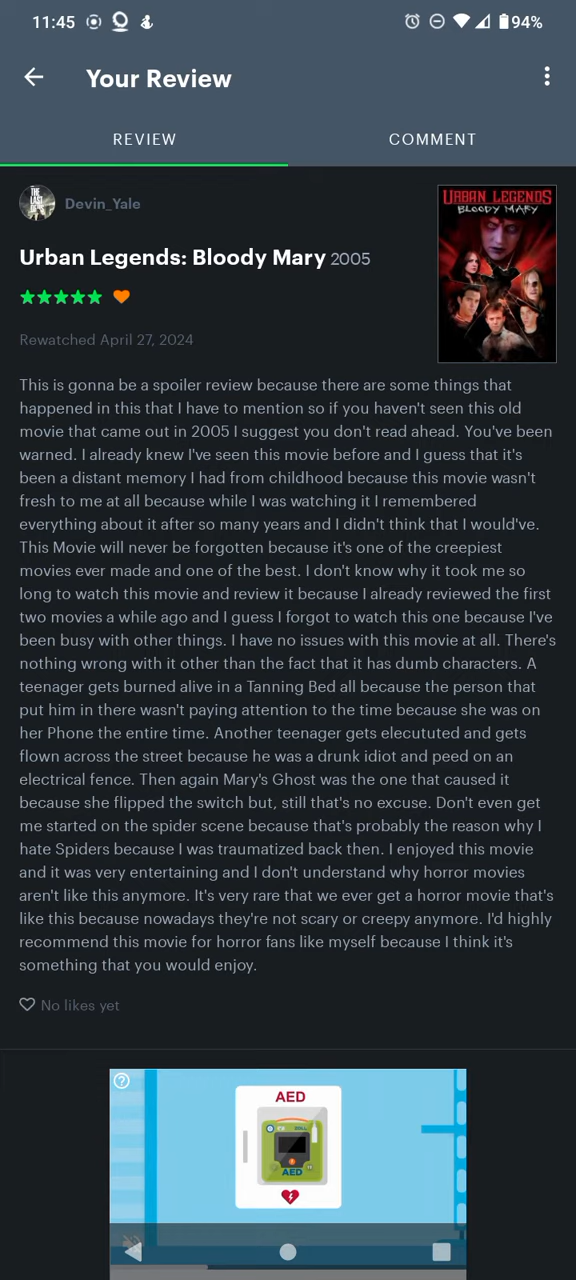 11:45
94%
Your Review
REVIEW
COMMENT
Devin_Yale
URBAN LEGENDS
BLOODY MARY
Urban Legends: Bloody Mary 2005
Rewatched April 27, 2024
This is gonna be a spoiler review because there are some things that
happened in this that I have to mention so if you haven't seen this old
movie that came out in 2005 I suggest you don't read ahead. You've been
warned. I already knew I've seen this movie before and I guess that it's
been a distant memory I had from childhood because this movie wasn't
fresh to me at all because while I was watching it I remembered
everything about it after so many years and I didn't think that I would've.
This Movie will never be forgotten because it's one of the creepiest
movies ever made and one of the best. I don't know why it took me so
long to watch this movie and review it because I already reviewed the first
two movies a while ago and I guess I forgot to watch this one because I've
been busy with other things. I have no issues with this movie at all. There's
nothing wrong with it other than the fact that it has dumb characters. A
teenager gets burned alive in a Tanning Bed all because the person that
put him in there wasn't paying attention to the time because she was on
her Phone the entire time. Another teenager gets elecututed and gets
flown across the street because he was a drunk idiot and peed on an
electrical fence. Then again Mary's Ghost was the one that caused it
because she flipped the switch but, still that's no excuse. Don't even get
me started on the spider scene because that's probably the reason why I
hate Spiders because I was traumatized back then. I enjoyed this movie
and it was very entertaining and I don't understand why horror movies
aren't like this anymore. It's very rare that we ever get a horror movie that's
like this because nowadays they're not scary or creepy anymore. I'd highly
recommend this movie for horror fans like myself because I think it's
something that you would enjoy.
No likes yet
AED
AED